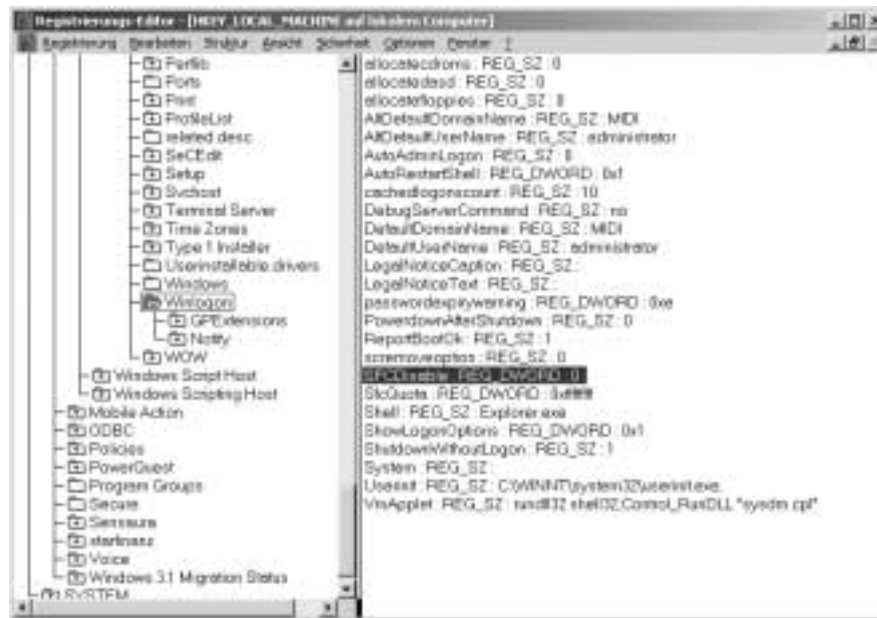 Registrierungs-Editor - [HKEY_LOCAL_MACHINE auf lokalem Computer]
Registrierung Bearbeiten Struktur Ansicht Sicherheit Optionen Fenster ?
Perflib
Ports
Print
ProfileList
related.desc
SeCEdit
Setup
Svchost
Terminal Server
Time Zones
Type 1 Installer
Userinstallable.drivers
Windows
Winlogon
GPExtensions
Notify
WOW
Windows Script Host
Windows Scripting Host
Mobile Action
ODBC
Policies
PowerQuest
Program Groups
Secure
Sensaura
starfinanz
Voice
Windows 3.1 Migration Status
SYSTEM
allocatecdroms : REG_SZ : 0
allocatedasd : REG_SZ : 0
allocatefloppies : REG_SZ : 0
AltDefaultDomainName : REG_SZ : MIDI
AltDefaultUserName : REG_SZ : administrator
AutoAdminLogon : REG_SZ : 0
AutoRestartShell : REG_DWORD : 0x1
cachedlogonscount : REG_SZ : 10
DebugServerCommand : REG_SZ : no
DefaultDomainName : REG_SZ : MIDI
DefaultUserName : REG_SZ : administrator
LegalNoticeCaption : REG_SZ :
LegalNoticeText : REG_SZ :
passwordexpirywarning : REG_DWORD : 0xe
PowerdownAfterShutdown : REG_SZ : 0
ReportBootOk : REG_SZ : 1
scremoveoption : REG_SZ : 0
SFCDisable : REG_DWORD : 0
SfcQuota : REG_DWORD :
Shell : REG_SZ : Explorer.exe
ShowLogonOptions : REG_DWORD : 0x1
ShutdownWithoutLogon : REG_SZ : 1
System : REG_SZ :
Userinit : REG_SZ : C:\WINNT\system32\userinit.exe,
VmApplet : REG_SZ : rundll32 shell32,Control_RunDLL "sysdm.cpl"